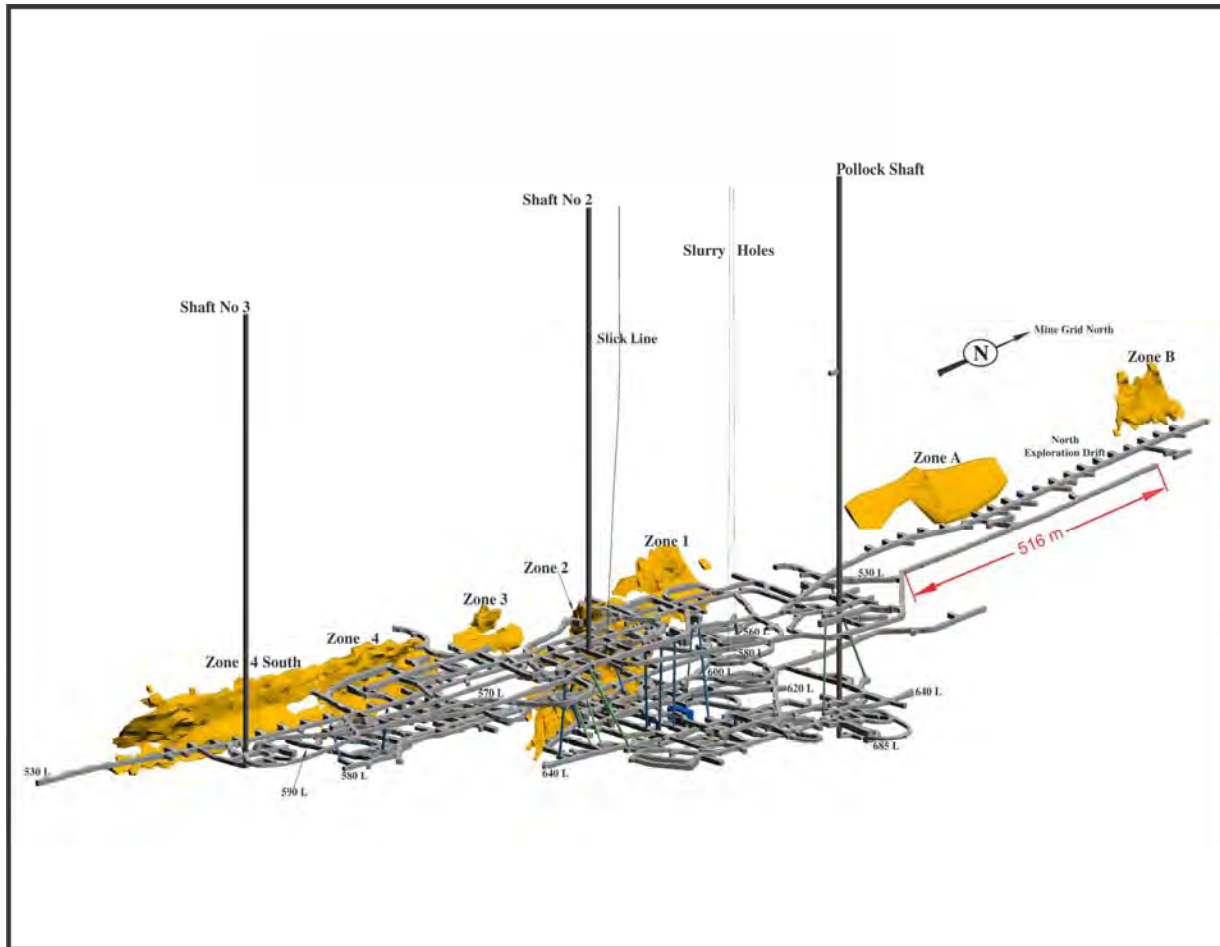 Pollock Shaft
Shaft No 2
Slurry Holes
Shaft No 3
Mine Grid North
Slick Line
N
Zone B
North
Exploration Drift
Zone A
516 m
Zone 1
Zone 2
530 L
Zone 3
560 L
Zone 4
580 L
Zone 4 South
600 L
570 L
620 L
640 L
685 L
530 L
580 L
640 L
590 L